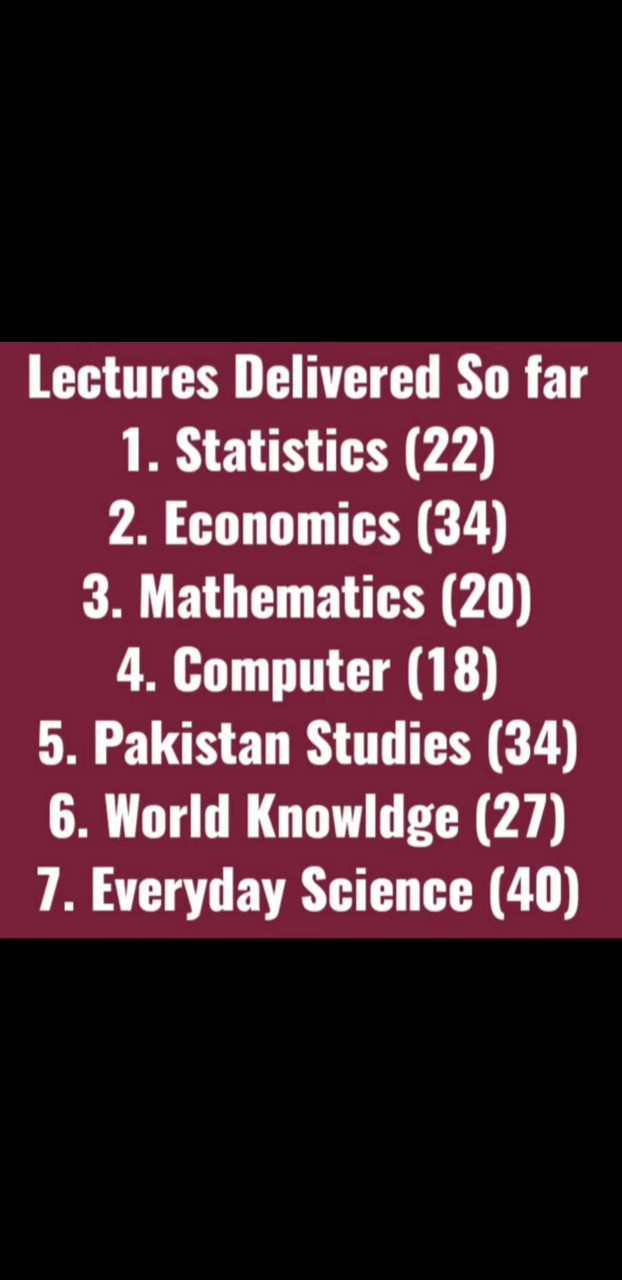 Lectures Delivered So far
1. Statistics (22)
2. Economics (34)
3. Mathematics (20)
4. Computer (18)
5. Pakistan Studies (34)
6. World Knowldge (27)
7. Everyday Science (40)